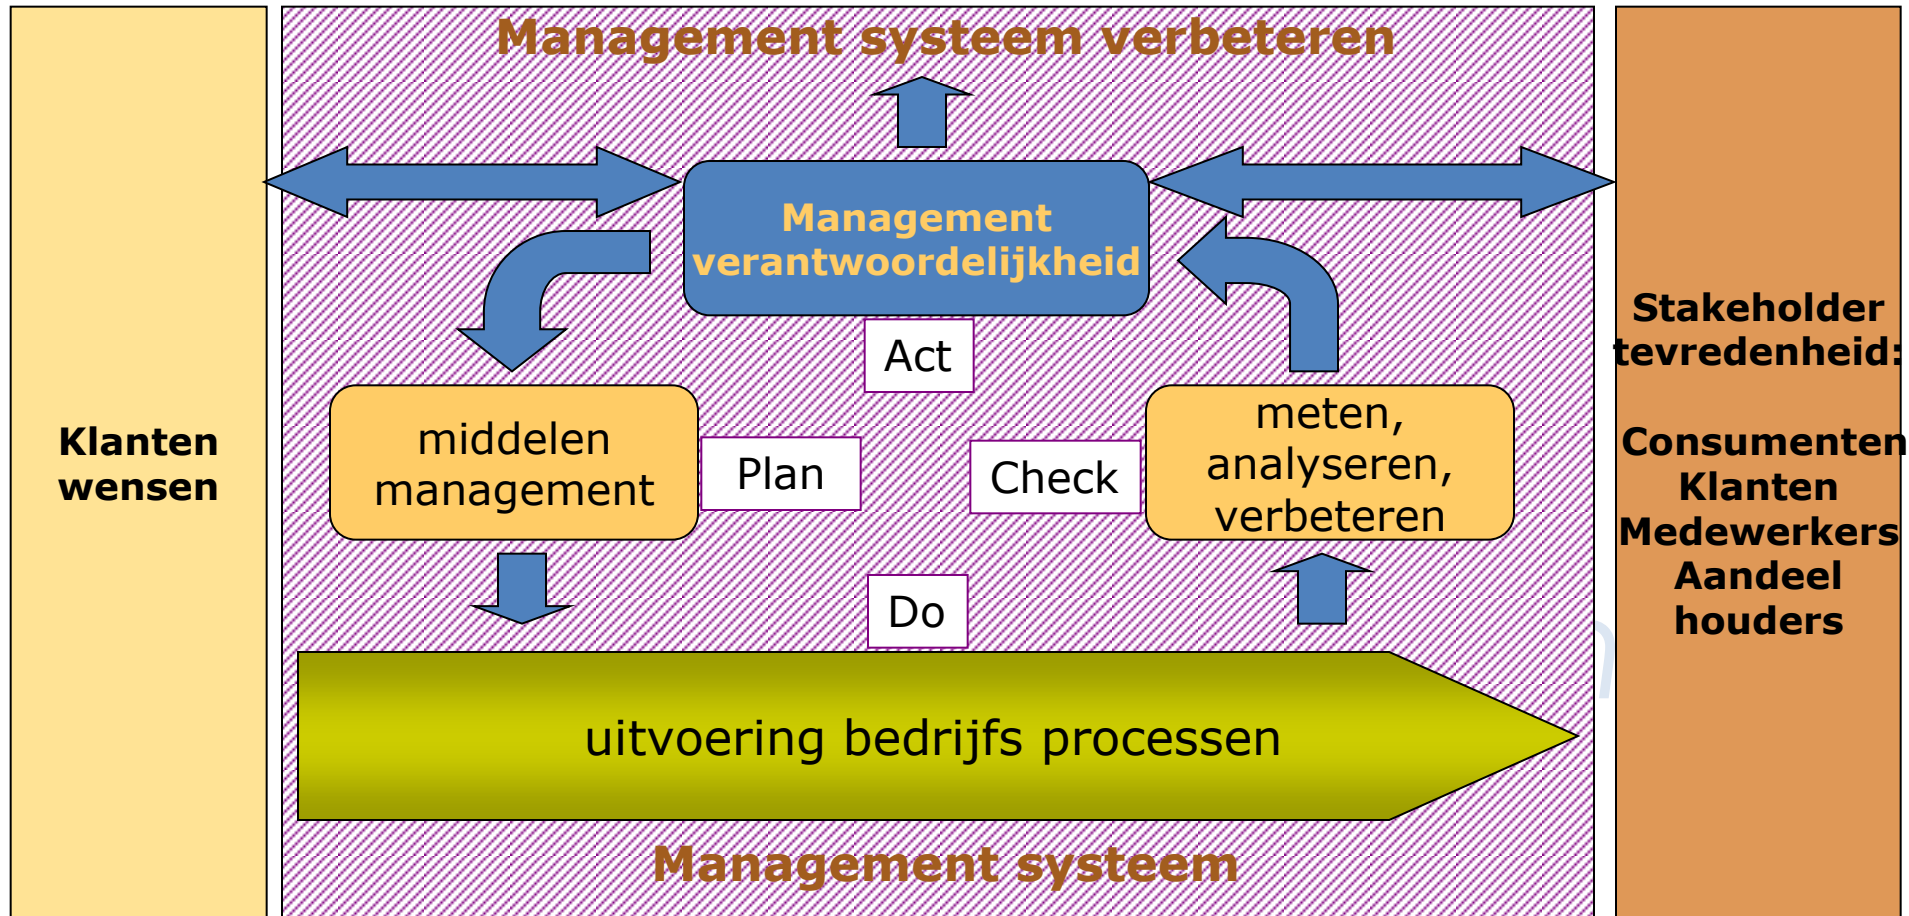 Management systeem verbeteren
Management
verantwoordelijkheid
Act
Klanten
wensen
middelen
management
Plan
Check
meten,
analyseren,
verbeteren
Do
uitvoering bedrijfs processen
Management systeem
Stakeholder
tevredenheid:
Consumenten
Klanten
Medewerkers
Aandeel
houders